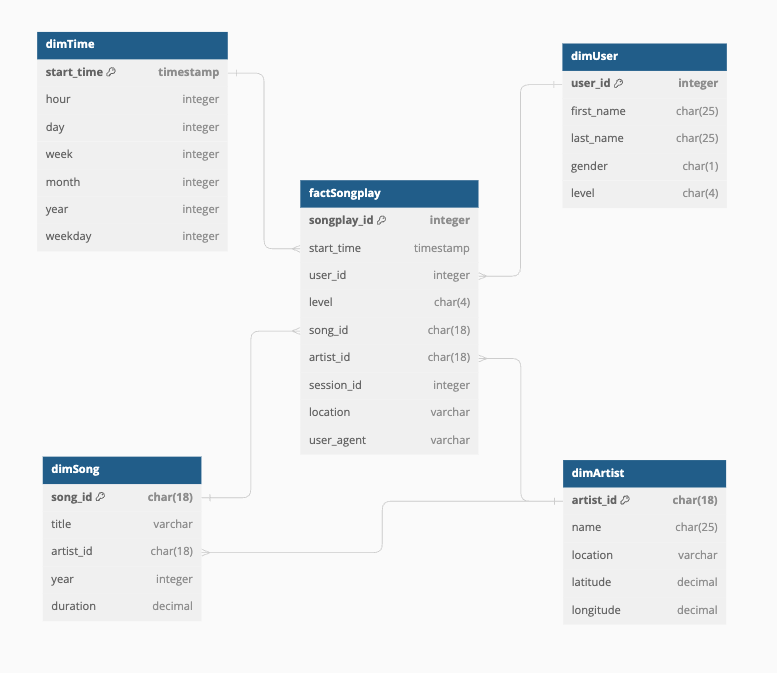 dimTime
start_time timestamp
hour integer
day integer
week integer
month integer
year integer
weekday integer
dimUser
user_id integer
first_name char(25)
last_name char(25)
gender char(1)
level char(4)
factSongplay
songplay_id integer
start_time timestamp
user_id integer
level char(4)
song_id char(18)
artist_id char(18)
session_id integer
location varchar
user_agent varchar
dimSong
song_id char(18)
title varchar
artist_id char(18)
year integer
duration decimal
dimArtist
artist_id char(18)
name char(25)
location varchar
latitude decimal
longitude decimal